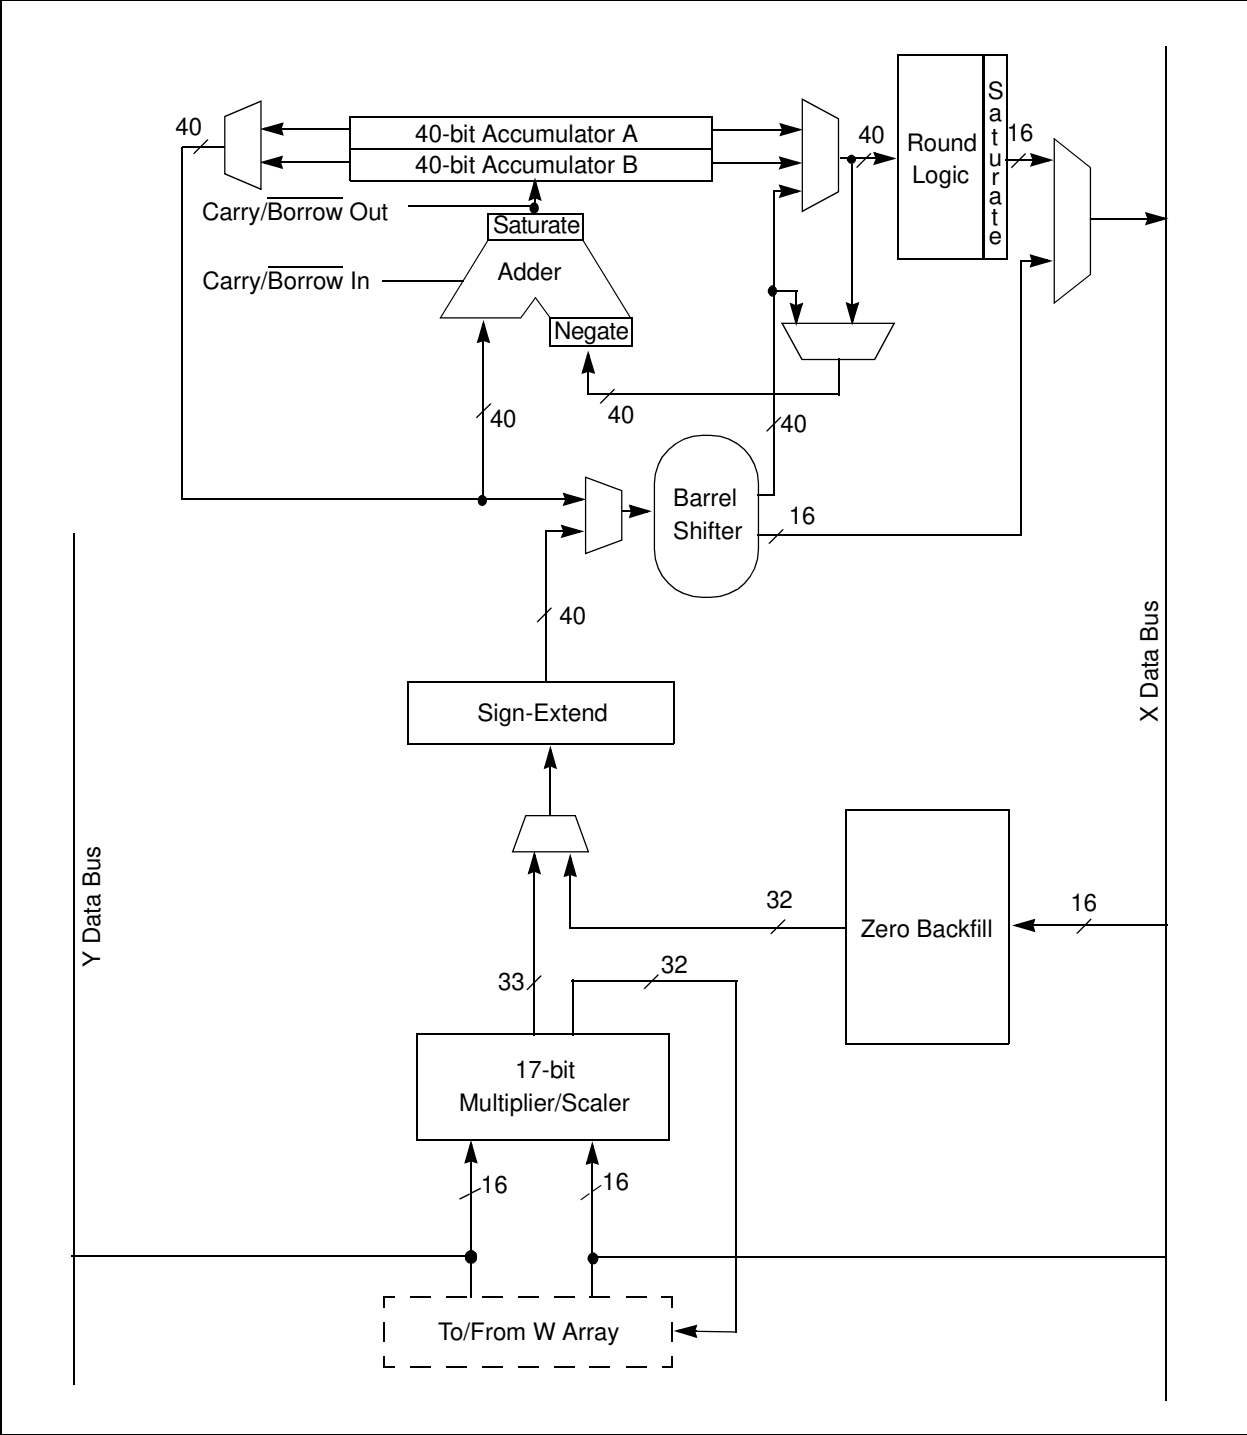 40
40-bit Accumulator A
40-bit Accumulator B
40
Round
Logic
Saturate
16
Carry/Borrow Out
Saturate
Carry/Borrow In
Adder
Negate
40
40
40
Barrel
Shifter
16
40
X Data Bus
Sign-Extend
Y Data Bus
32
Zero Backfill
16
33
32
17-bit
Multiplier/Scaler
16
16
To/From W Array